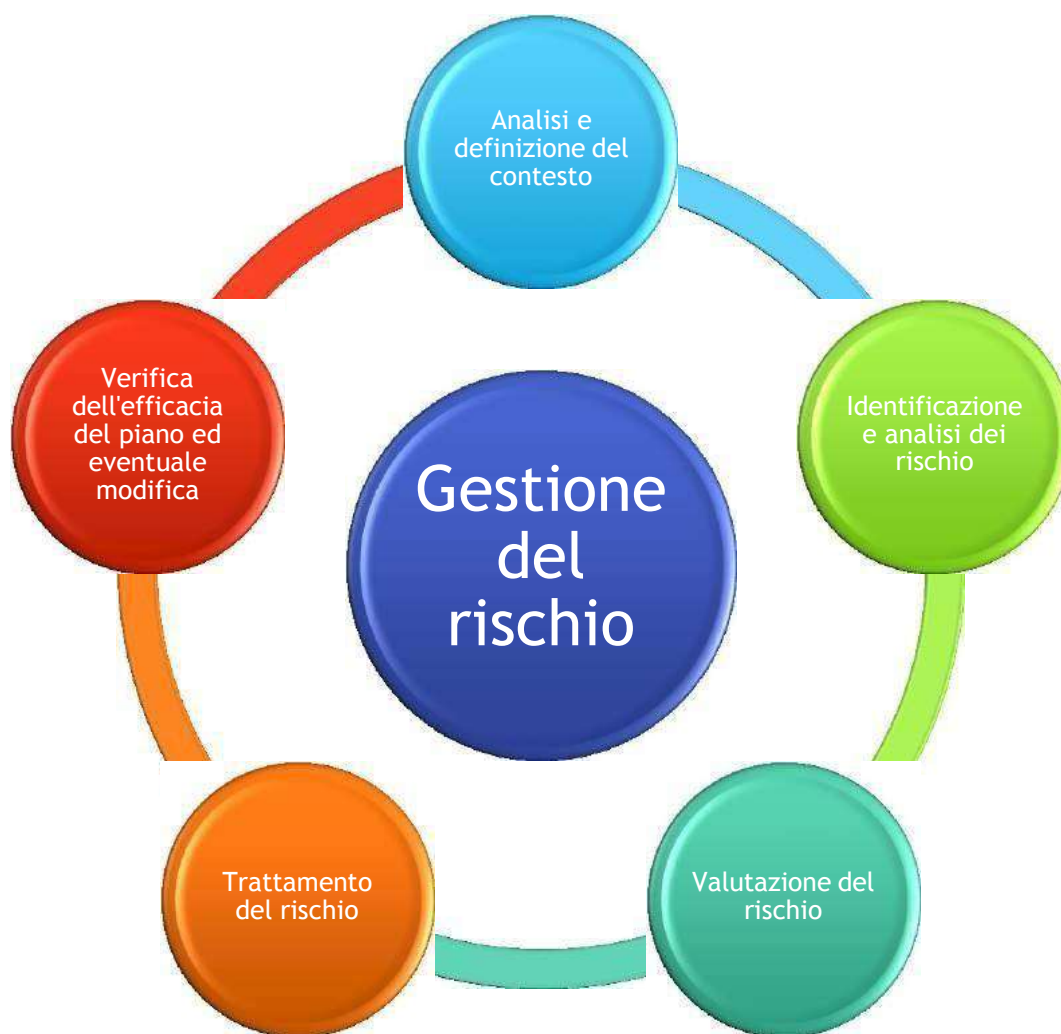 Analisi e
definizione del
contesto
Identificazione
e analisi dei
rischio
Valutazione del
rischio
Trattamento
del rischio
Verifica
dell'efficacia
del piano ed
eventuale
modifica
Gestione
del
rischio